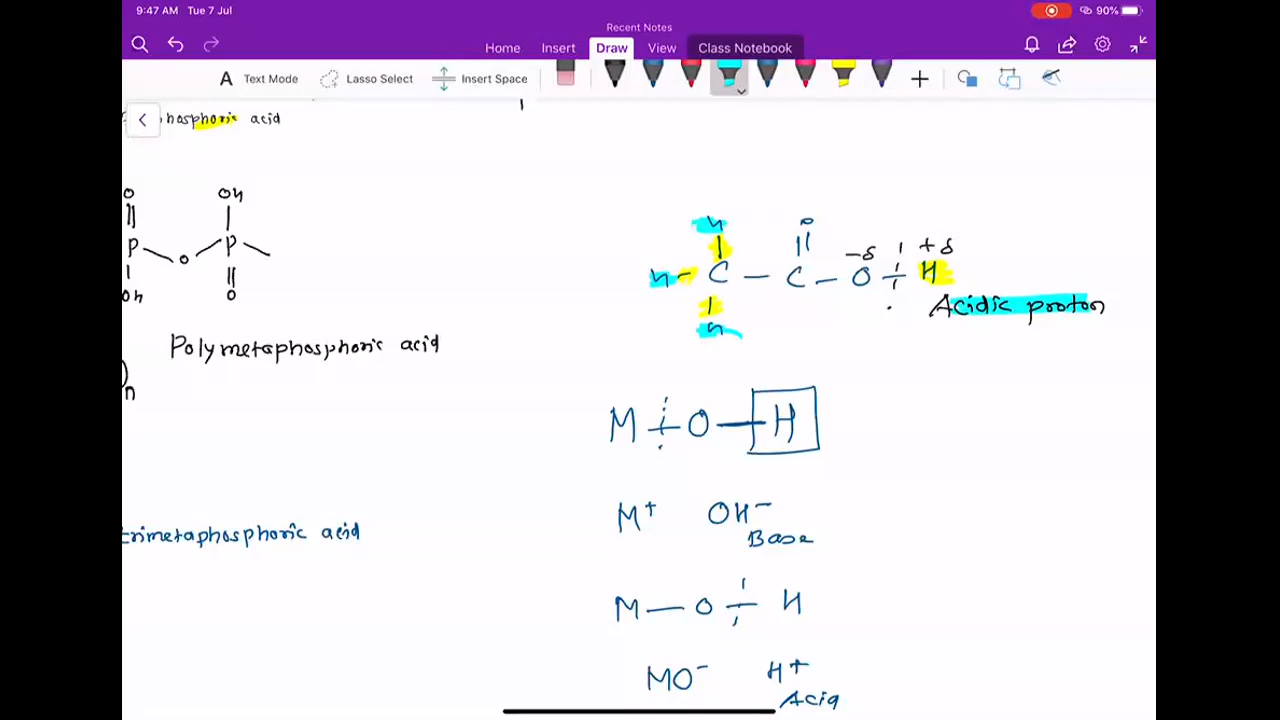 9:47 AM Tue 7 Jul
90%
Recent Notes
Home Insert Draw View Class Notebook
A Text Mode Lasso Select Insert Space
phosphoric acid
O OH
P O P
OH O
Polymetaphosphoric acid
n
trimetaphosphoric acid
H O
H – C – C – O H
−δ +δ
H
Acidic proton
M O – H
M+ OH−
Base
M – O H
MO− H+
Acid